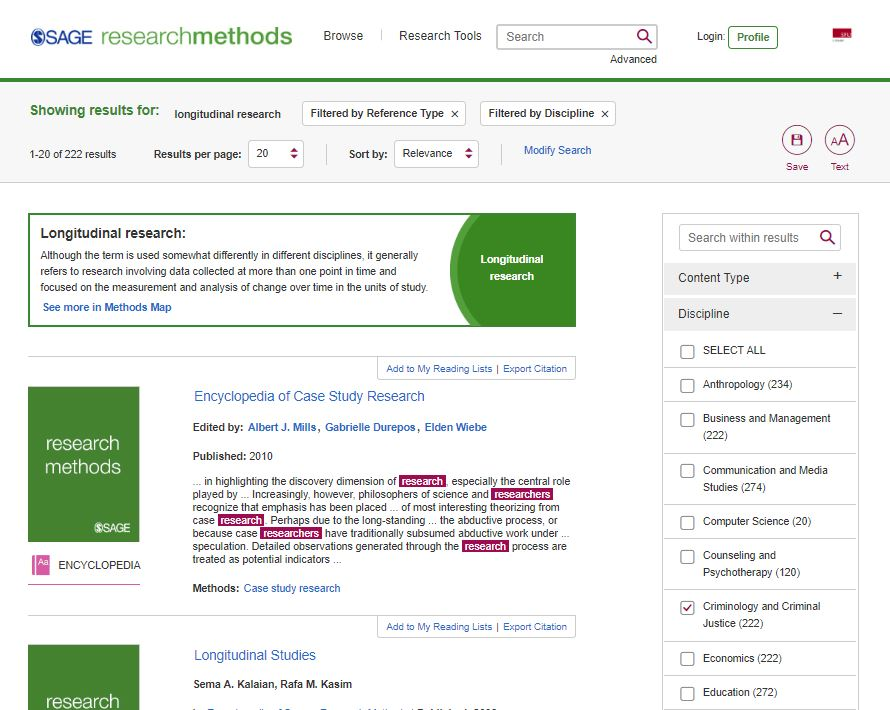 SAGE researchmethods
Browse
Research Tools
Search
Advanced
Login: Profile
Showing results for:
longitudinal research
Filtered by Reference Type ×
Filtered by Discipline ×
1-20 of 222 results
Results per page: 20
Sort by: Relevance
Modify Search
Save
Text
AA
Longitudinal research:
Although the term is used somewhat differently in different disciplines, it generally
refers to research involving data collected at more than one point in time and
focused on the measurement and analysis of change over time in the units of study.
See more in Methods Map
Longitudinal
research
Add to My Reading Lists | Export Citation
research
methods
SAGE
Aa
ENCYCLOPEDIA
Encyclopedia of Case Study Research
Edited by: Albert J. Mills, Gabrielle Durepos, Elden Wiebe
Published: 2010
... in highlighting the discovery dimension of research, especially the central role
played by ... Increasingly, however, philosophers of science and researchers
recognize that emphasis has been placed ... of most interesting theorizing from
case research. Perhaps due to the long-standing ... the abductive process, or
because case researchers have traditionally subsumed abductive work under ...
speculation. Detailed observations generated through the research process are
treated as potential indicators ...
Methods: Case study research
Add to My Reading Lists | Export Citation
research
Longitudinal Studies
Sema A. Kalaian, Rafa M. Kasim
Search within results
Content Type +
Discipline –
SELECT ALL
Anthropology (234)
Business and Management
(222)
Communication and Media
Studies (274)
Computer Science (20)
Counseling and
Psychotherapy (120)
Criminology and Criminal
Justice (222)
Economics (222)
Education (272)